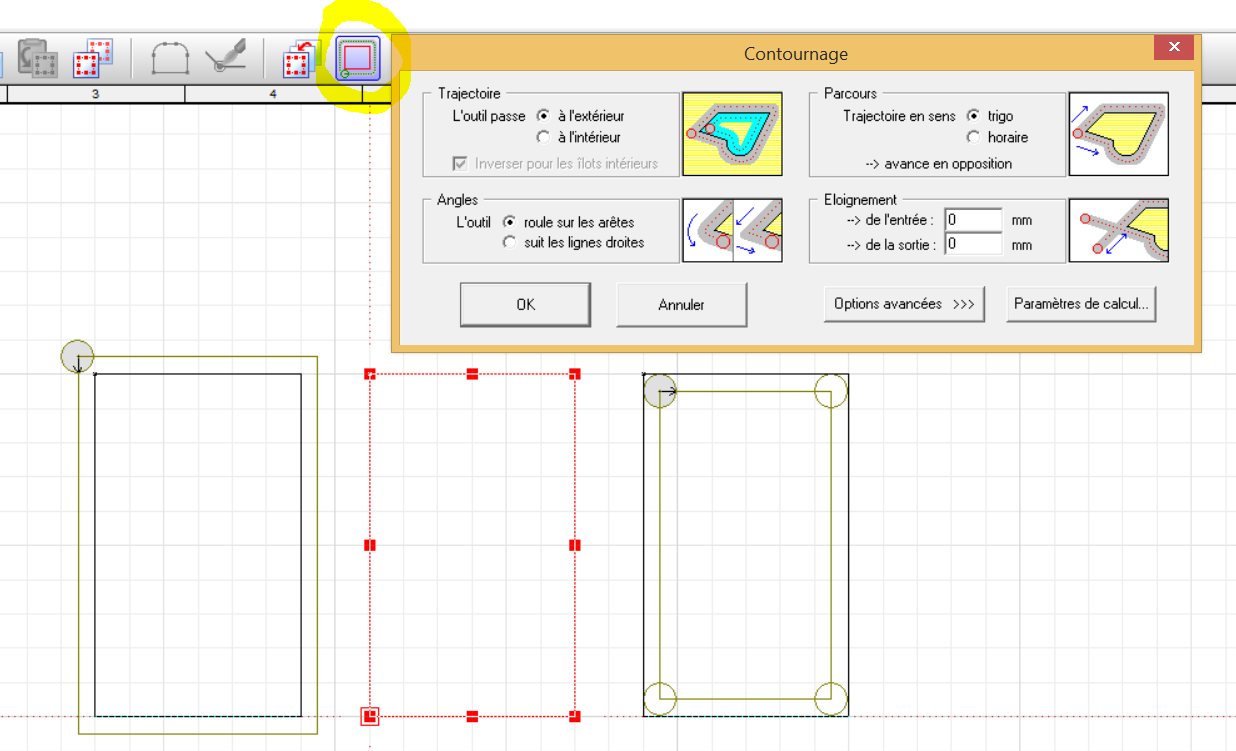 3 4
Contournage
Trajectoire
L'outil passe à l'extérieur
à l'intérieur
Inverser pour les îlots intérieurs
Parcours
Trajectoire en sens trigo
horaire
--> avance en opposition
Angles
L'outil roule sur les arêtes
suit les lignes droites
Eloignement
--> de l'entrée : 0 mm
--> de la sortie : 0 mm
OK Annuler Options avancées >>> Paramètres de calcul...